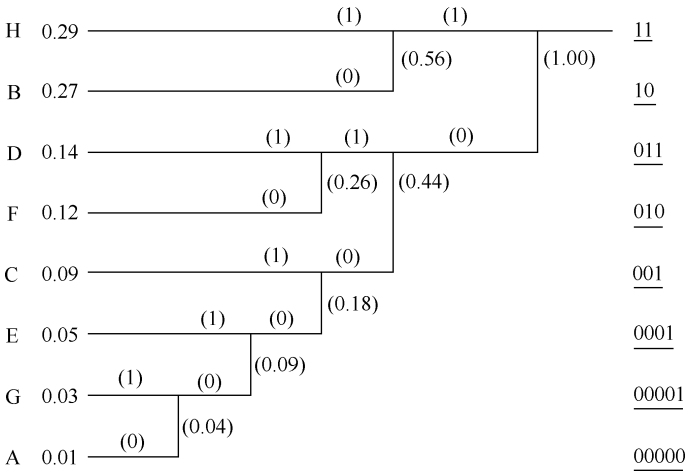 (1) (1)
H 0.29 11
(0.56) (1.00)
(0)
B 0.27 10
(1) (1) (0)
D 0.14 011
(0.26) (0.44)
(0)
F 0.12 010
(1) (0)
C 0.09 001
(0.18)
(1) (0)
E 0.05 0001
(0.09)
(1) (0)
G 0.03 00001
(0.04)
(0)
A 0.01 00000